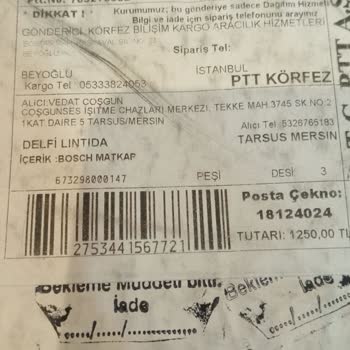 * DİKKAT ! Kurumumuz; bu gönderiye sadece Dağıtım Hizmeti
Bilgi ve iade için sipariş telefonunu arayınız
GÖNDERİCİ KÖRFEZ BİLİŞİM KARGO ARACILIK HİZMETLERİ
Sipariş Tel:
BEYOĞLU
BEYOĞLU İSTANBUL
Kargo Tel 05333824053 PTT KÖRFEZ
ALICI:VEDAT COŞGUN
COŞGUNSES İŞİTME CHAZLARI MERKEZİ, TEKKE MAH.3745 SK.NO:2
1KAT DAİRE 5 TARSUS/MERSİN Alıcı Tel :5326765183
TARSUS MERSİN
DELFİ LINTIDA
İÇERİK :BOSCH MATKAP
673298000147 PEŞİ DESİ : 3
Posta Çekno:
18124024
2753441567721 TUTARI: 1250,00 TL
Bekleme Müddeti bitti. İade
İade
Bekle